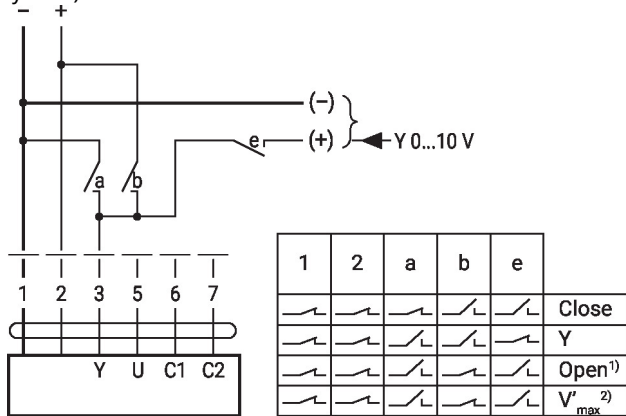 − +
(−)
e (+) Y 0...10 V
a b
1 2 3 5 6 7
Y U C1 C2
1 2 a b e
Close
Y
Open1)
V'max 2)